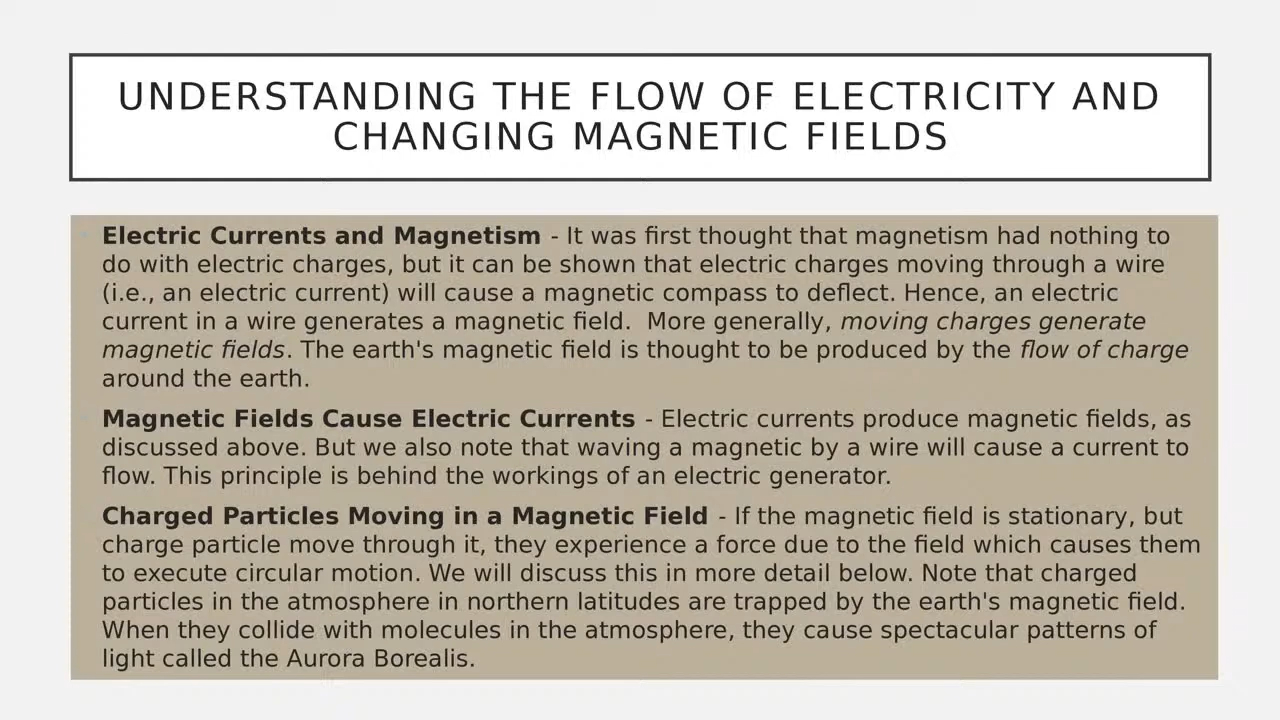 UNDERSTANDING THE FLOW OF ELECTRICITY AND
CHANGING MAGNETIC FIELDS
Electric Currents and Magnetism - It was first thought that magnetism had nothing to
do with electric charges, but it can be shown that electric charges moving through a wire
(i.e., an electric current) will cause a magnetic compass to deflect. Hence, an electric
current in a wire generates a magnetic field.  More generally, moving charges generate
magnetic fields. The earth's magnetic field is thought to be produced by the flow of charge
around the earth.
Magnetic Fields Cause Electric Currents - Electric currents produce magnetic fields, as
discussed above. But we also note that waving a magnetic by a wire will cause a current to
flow. This principle is behind the workings of an electric generator.
Charged Particles Moving in a Magnetic Field - If the magnetic field is stationary, but
charge particle move through it, they experience a force due to the field which causes them
to execute circular motion. We will discuss this in more detail below. Note that charged
particles in the atmosphere in northern latitudes are trapped by the earth's magnetic field.
When they collide with molecules in the atmosphere, they cause spectacular patterns of
light called the Aurora Borealis.